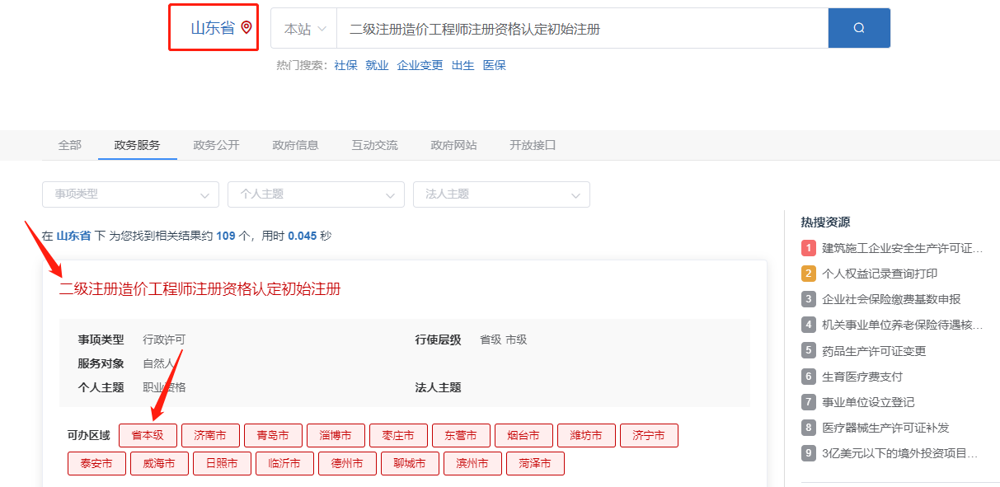 山东省
本站
二级注册造价工程师注册资格认定初始注册
热门搜索： 社保 就业 企业变更 出生 医保
全部 政务服务 政务公开 政府信息 互动交流 政府网站 开放接口
事项类型 个人主题 法人主题
在 山东省 下 为您找到相关结果约 109 个，用时 0.045 秒
二级注册造价工程师注册资格认定初始注册
事项类型 行政许可 行使层级 省级 市级
服务对象 自然人
个人主题 职业资格 法人主题
可办区域 省本级 济南市 青岛市 淄博市 枣庄市 东营市 烟台市 潍坊市 济宁市
泰安市 威海市 日照市 临沂市 德州市 聊城市 滨州市 菏泽市
热搜资源
1 建筑施工企业安全生产许可证...
2 个人权益记录查询打印
3 企业社会保险缴费基数申报
4 机关事业单位养老保险待遇核...
5 药品生产许可证变更
6 生育医疗费支付
7 事业单位设立登记
8 医疗器械生产许可证补发
9 3亿美元以下的境外投资项目...